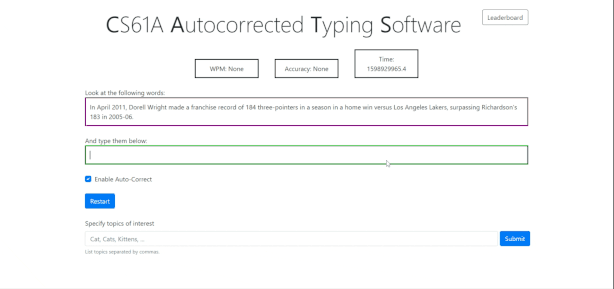 CS61A Autocorrected Typing Software
Leaderboard
WPM: None
Accuracy: None
Time:
1598929965.4
Look at the following words:
In April 2011, Dorell Wright made a franchise record of 184 three-pointers in a season in a home win versus Los Angeles Lakers, surpassing Richardson's
183 in 2005-06.
And type them below:
Enable Auto-Correct
Restart
Specify topics of interest
Cat, Cats, Kittens, ...
Submit
List topics separated by commas.